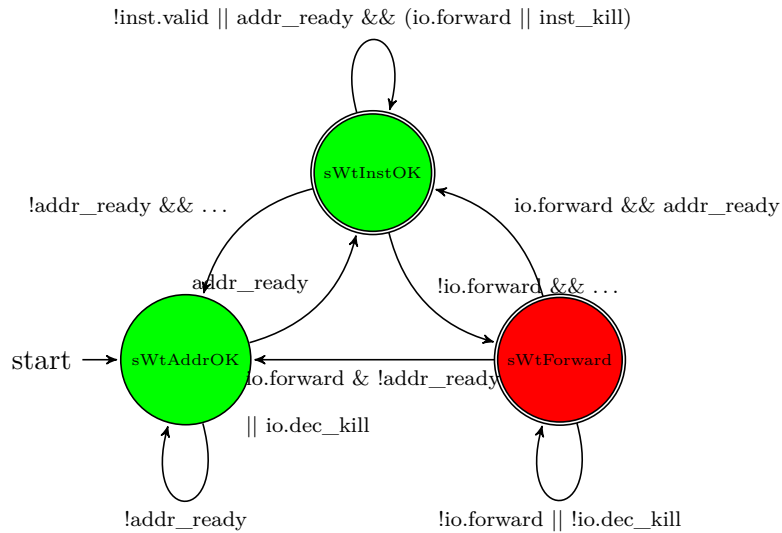 !inst.valid || addr_ready && (io.forward || inst_kill)
sWtInstOK
!addr_ready && ...
io.forward && addr_ready
addr_ready
!io.forward && ...
start
sWtAddrOK
sWtForward
io.forward & !addr_ready
|| io.dec_kill
!addr_ready
!io.forward || !io.dec_kill